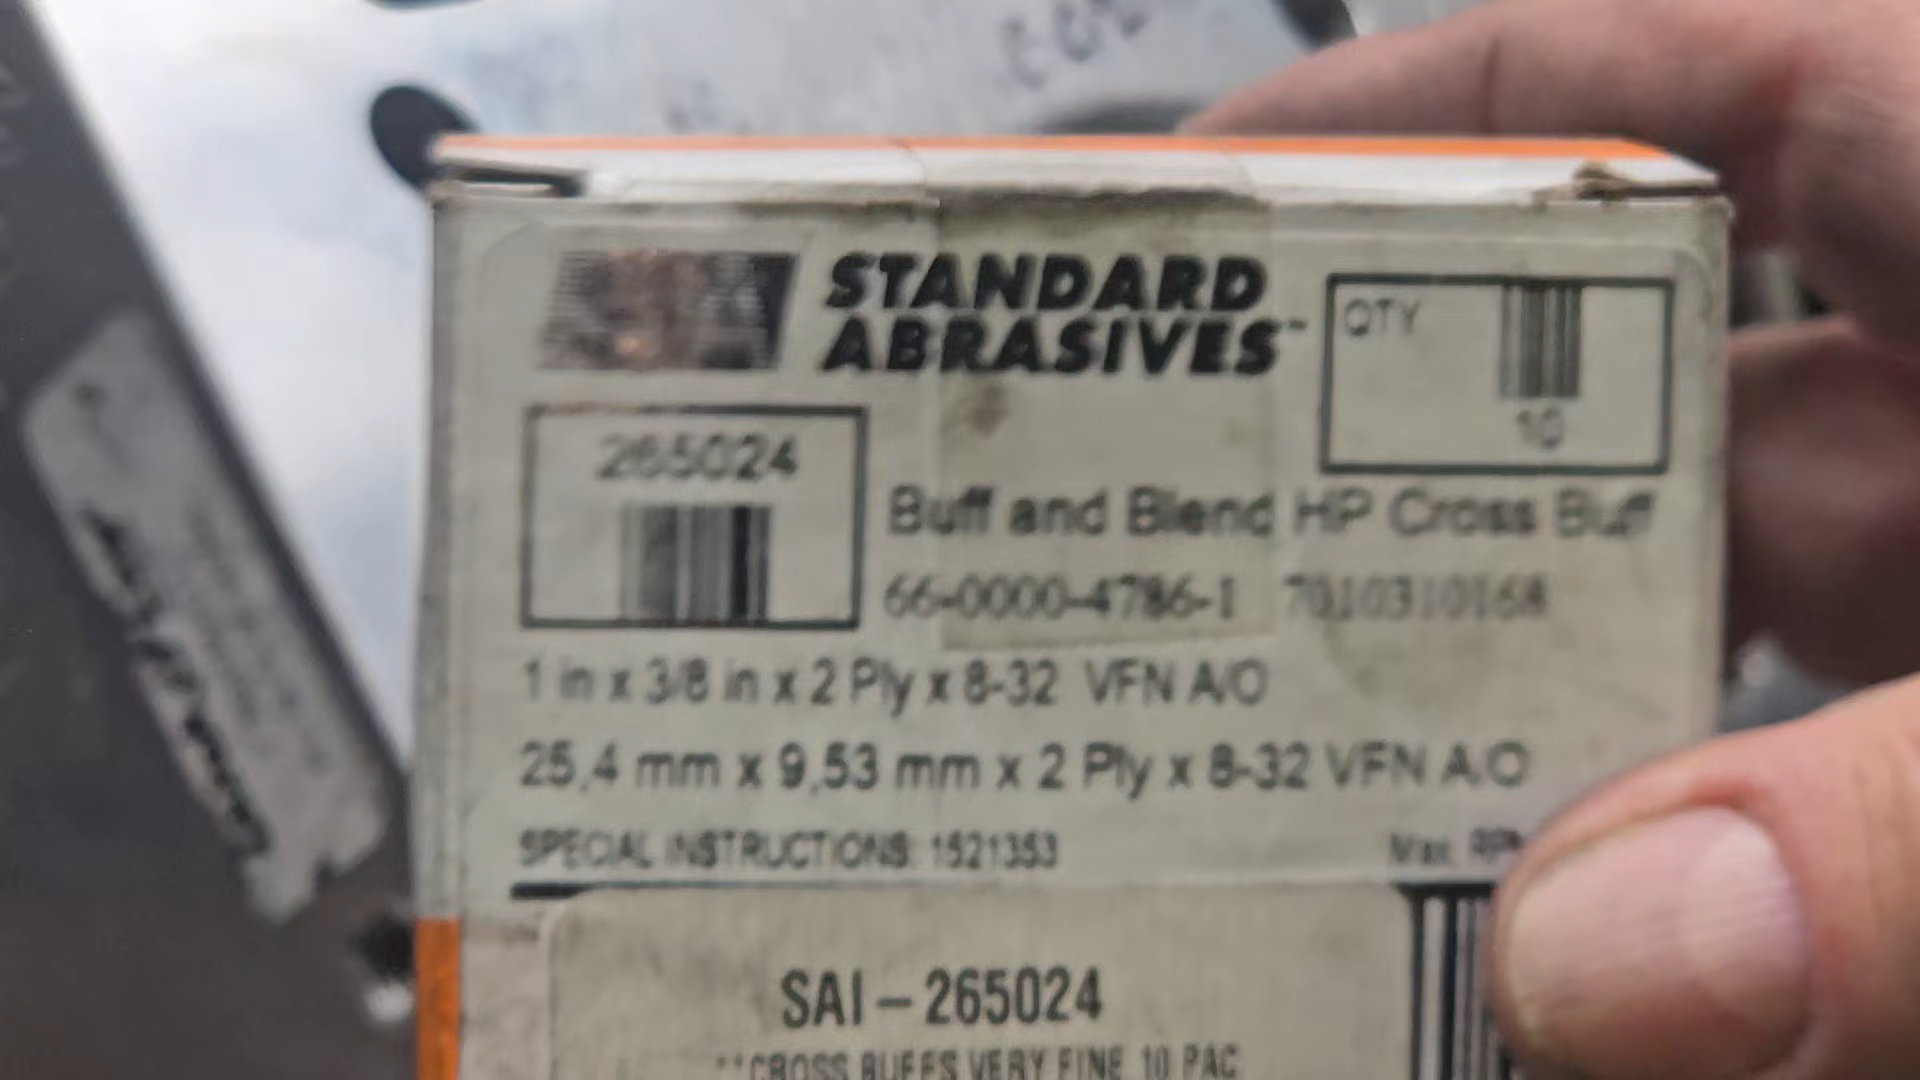 STANDARD
ABRASIVES™
QTY
10
265024
Buff and Blend HP Cross Buff
66-0000-4786-1 7010310168
1 in x 3/8 in x 2 Ply x 8-32 VFN A/O
25,4 mm x 9,53 mm x 2 Ply x 8-32 VFN A/O
SPECIAL INSTRUCTIONS: 1521353
Max. RPM
SAI-265024
**CROSS BUFFS VERY FINE 10 PAC